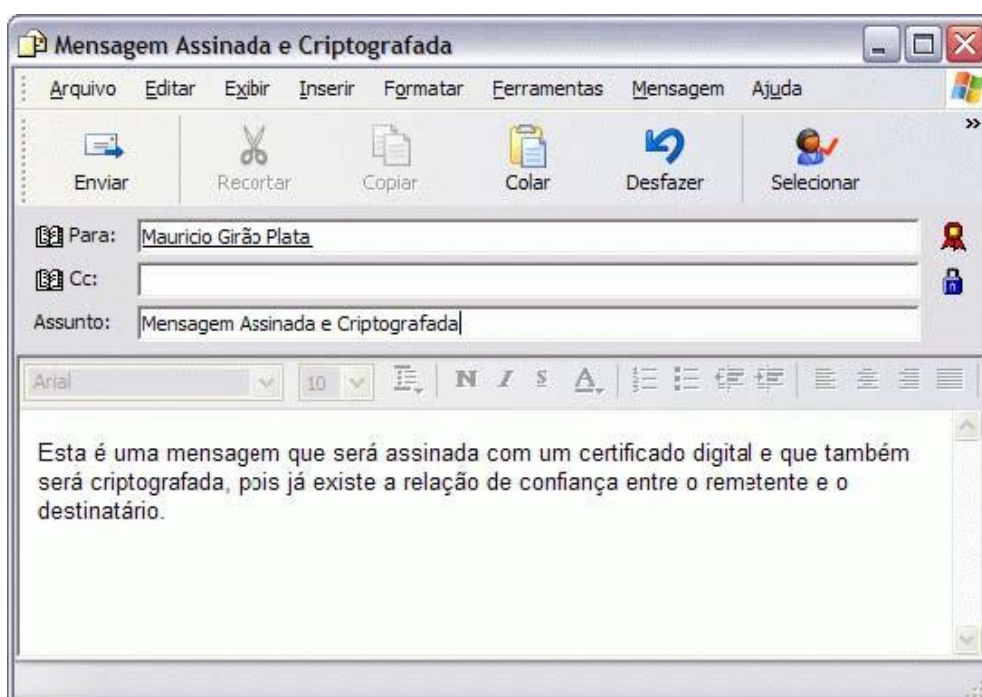 Mensagem Assinada e Criptografada
Arquivo Editar Exibir Inserir Formatar Ferramentas Mensagem Ajuda
»
Enviar Recortar Copiar Colar Desfazer Selecionar
Para: Mauricio Girão Plata
Cc:
Assunto: Mensagem Assinada e Criptografada
Arial 10 N I S A
Esta é uma mensagem que será assinada com um certificado digital e que também
será criptografada, pois já existe a relação de confiança entre o remetente e o
destinatário.